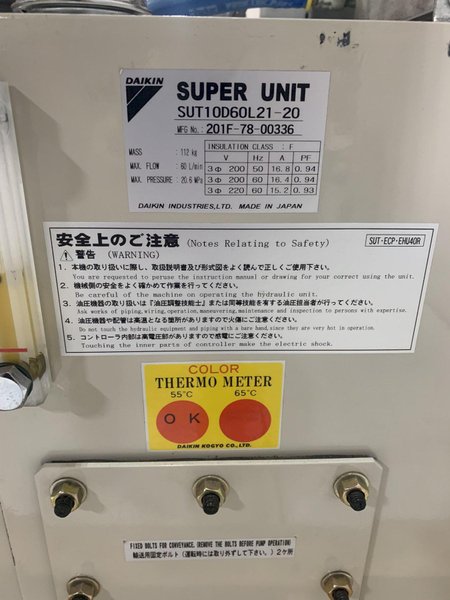 DAIKIN
SUPER UNIT
SUT10D60L21-20
MFG No. 201F-78-00336
MASS : 112 kg
MAX. FLOW : 60 L/min
MAX. PRESSURE : 20.6 MPa
INSULATION CLASS : F
V Hz A PF
3Φ 200 50 16.8 0.94
3Φ 200 60 16.4 0.94
3Φ 220 60 15.2 0.93
DAIKIN INDUSTRIES,LTD. MADE IN JAPAN
安全上のご注意 (Notes Relating to Safety)
SUT-ECP-EHU40R
⚠警告 (WARNING)
1. 本機の取り扱いに際し、取扱説明書及び形式図をよく読んで正しくご使用下さい。
You are requested to peruse the instruction manual or drawing for your correct using the unit.
2. 機械側の安全をよく確かめて作業を行ってください。
Be careful of the machine on operating the hydraulic unit.
3. 油圧機器の取り扱いは『油圧調整技能士』または同等技能を有する油圧担当者が行ってください。
Ask works of piping,wiring,operation,maneuvering,maintenance and inspection to persons with expertise.
4. 油圧機器や配管は高温となる箇所がありますので火傷にご注意下さい。
Do not touch the hydraulic equipment and piping with a bare hand,since they are very hot in operation.
5. コントローラ内部は高電圧部がありますので感電にご注意ください。
Touching the inner parts of controller make the electric shock.
COLOR
THERMO METER
55℃ 65℃
OK
DAIKIN KOGYO CO.,LTD.
FIXED BOLTS FOR CONVEYANCE. (REMOVE THE BOLTS BEFORE PUMP OPERATION)
輸送用固定ボルト（運転時には取り外ずして下さい。）2ケ所